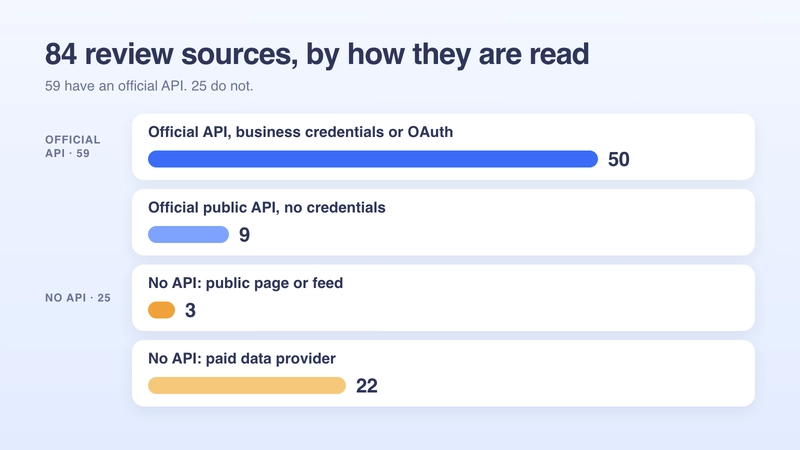 84 review sources, by how they are read
59 have an official API. 25 do not.
OFFICIAL
API · 59
Official API, business credentials or OAuth
50
Official public API, no credentials
9
NO API · 25
No API: public page or feed
3
No API: paid data provider
22